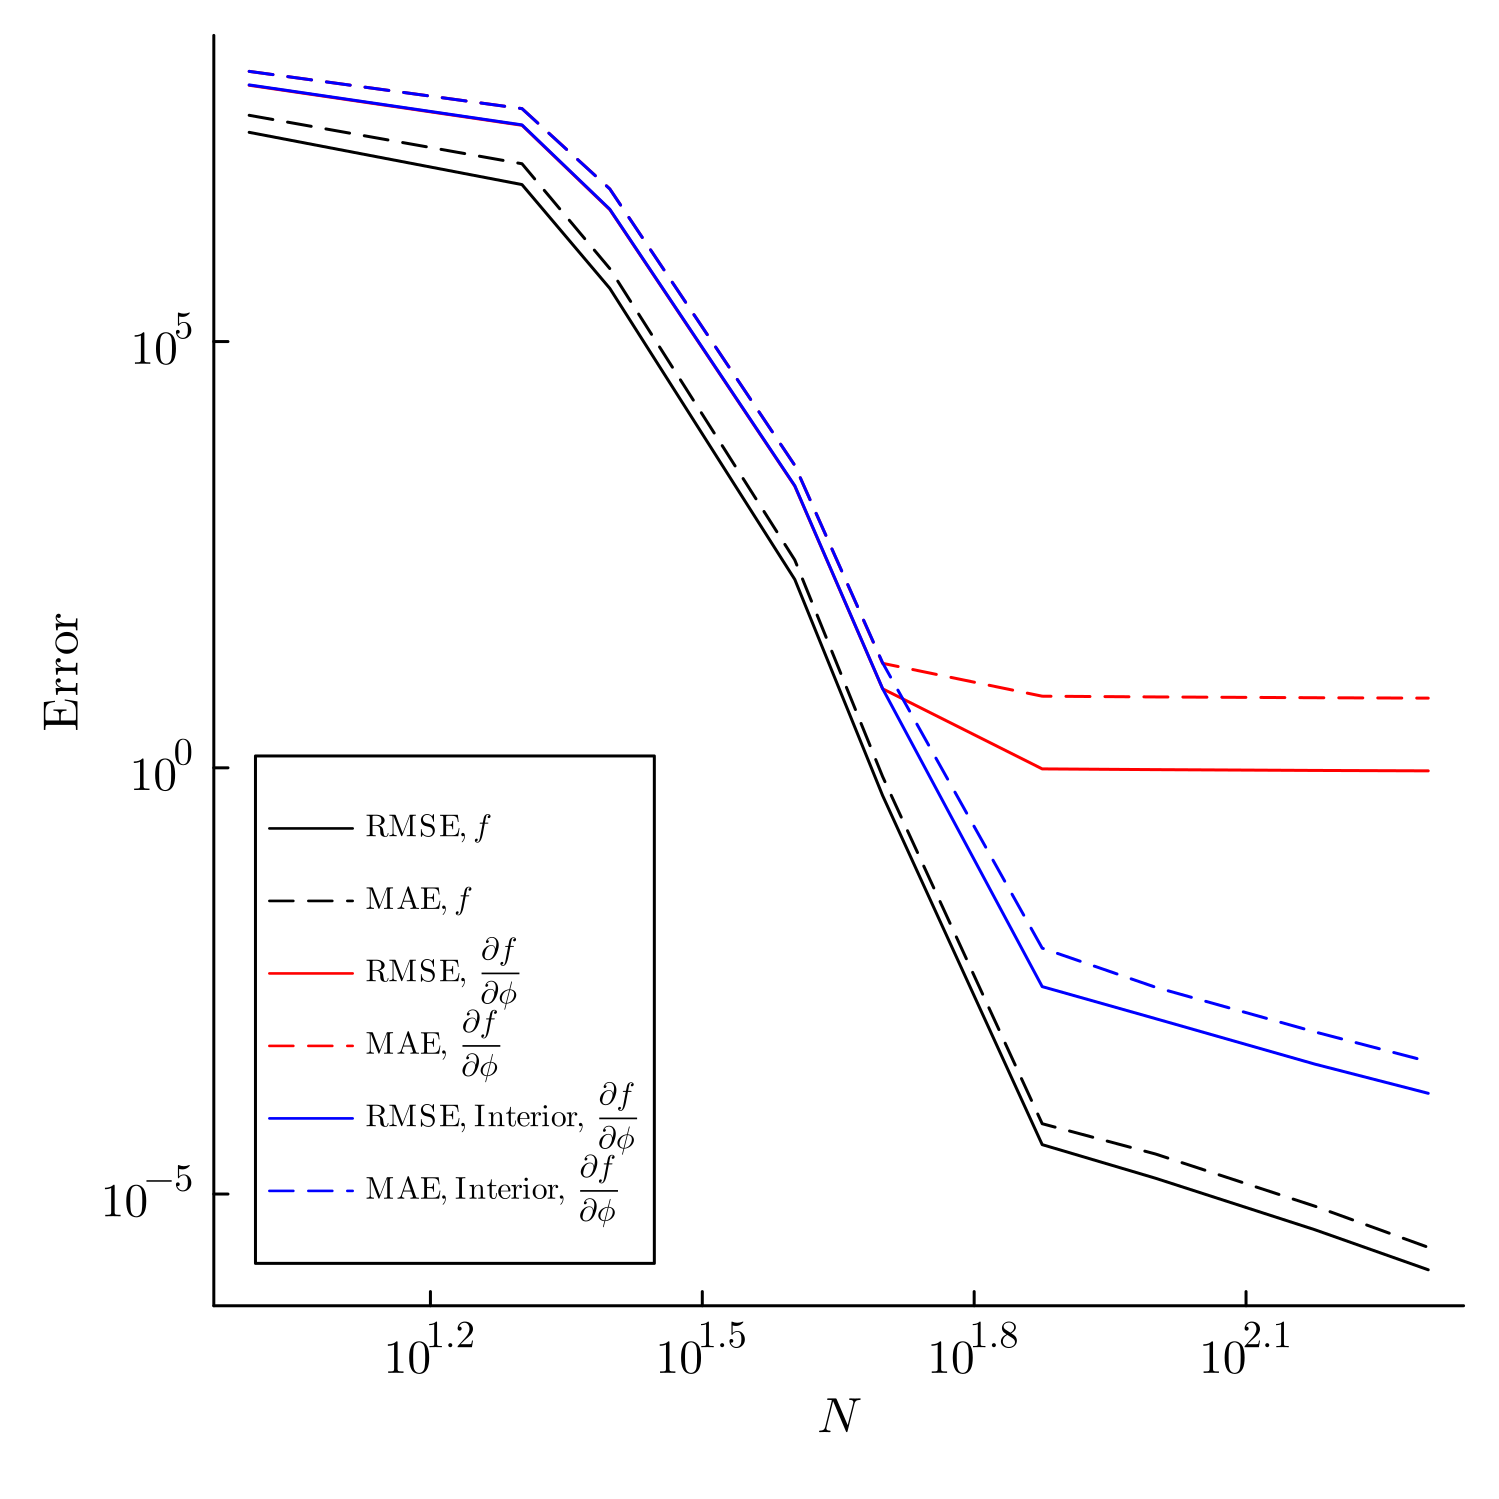 Error
10^5
10^0
10^−5
RMSE, f
MAE, f
RMSE, ∂f/∂ϕ
MAE, ∂f/∂ϕ
RMSE, Interior, ∂f/∂ϕ
MAE, Interior, ∂f/∂ϕ
10^1.2 10^1.5 10^1.8 10^2.1
N